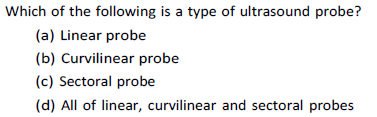 Which of the following is a type of ultrasound probe?
(a) Linear probe
(b) Curvilinear probe
(c) Sectoral probe
(d) All of linear, curvilinear and sectoral probes